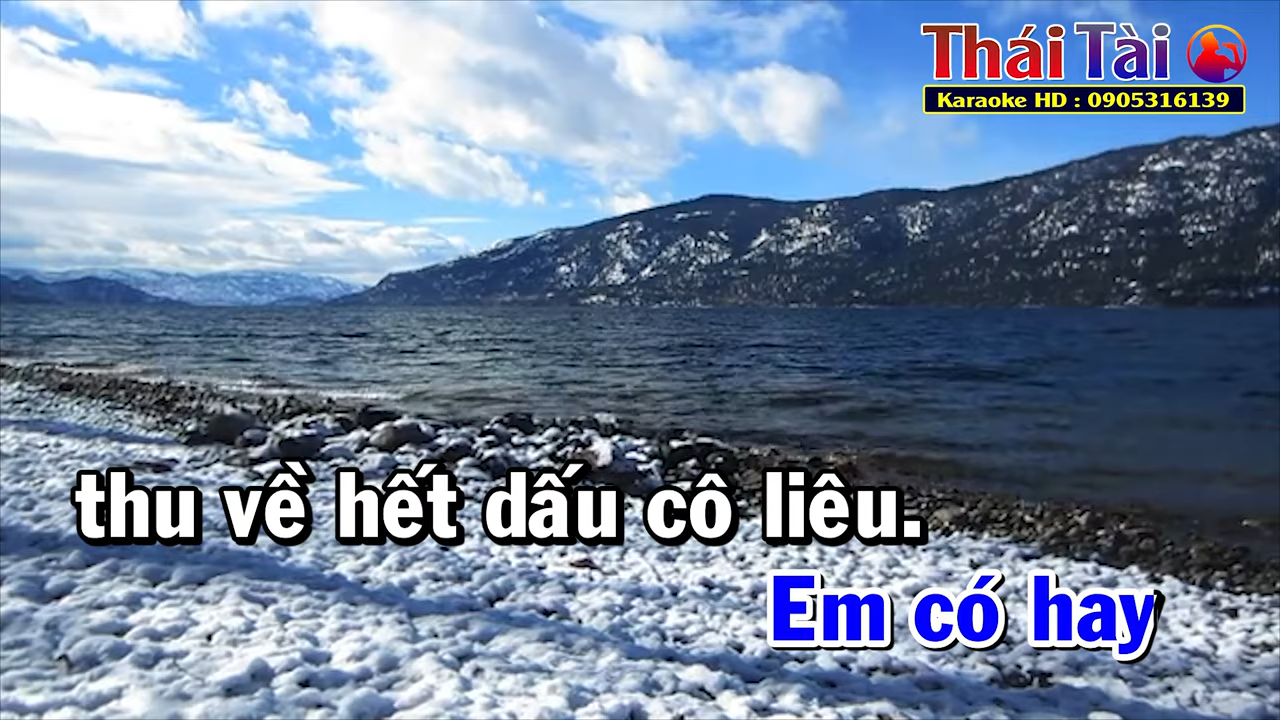 Thái Tài
Karaoke HD : 0905316139
thu về hết dấu cô liêu.
Em có hay